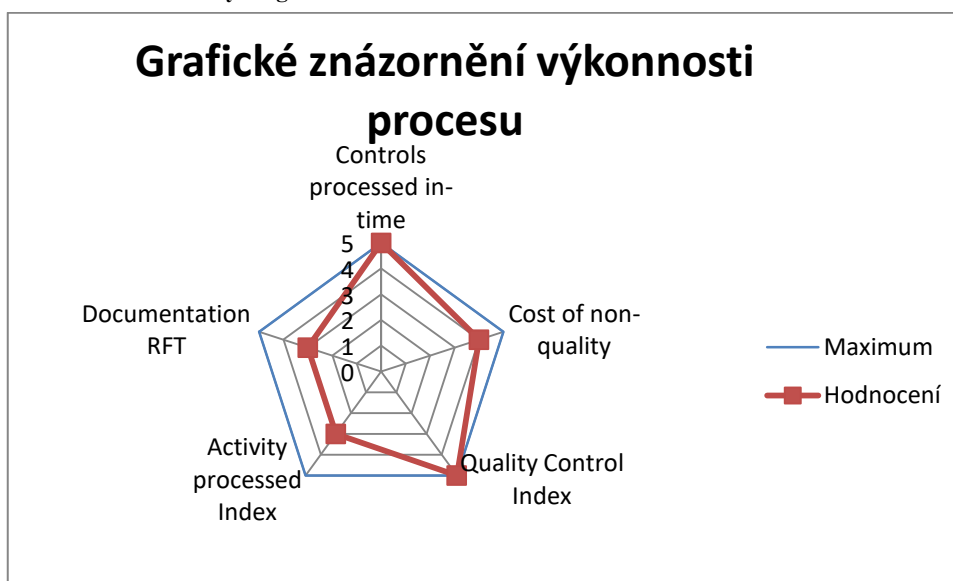 Grafické znázornění výkonnosti
procesu
Controls
processed in-
time
5
4
3
2
1
0
Cost of non-
quality
Quality Control
Index
Activity
processed
Index
Documentation
RFT
Maximum
Hodnocení